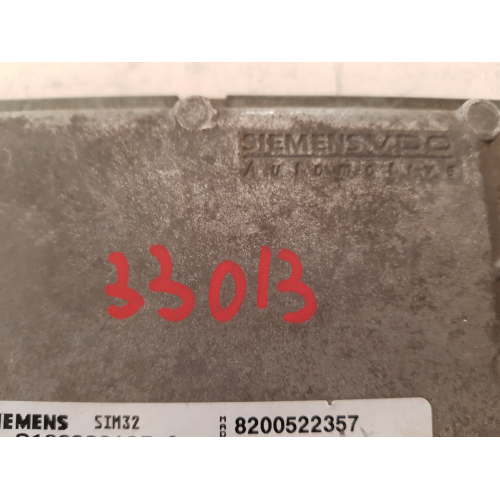 SIEMENS VDO
Automotive
33013
SIEMENS SIM32
8200522357